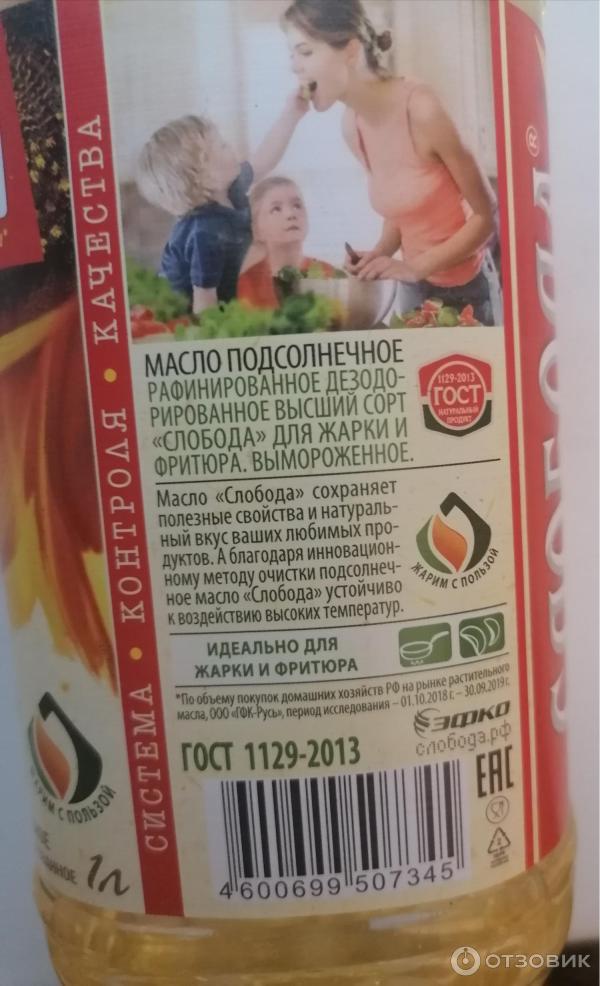 СИСТЕМА • КОНТРОЛЯ • КАЧЕСТВА
МАСЛО ПОДСОЛНЕЧНОЕ
РАФИНИРОВАННОЕ ДЕЗОДО-
РИРОВАННОЕ ВЫСШИЙ СОРТ
«СЛОБОДА» ДЛЯ ЖАРКИ И
ФРИТЮРА. ВЫМОРОЖЕННОЕ.
1129-2013
ГОСТ
НАТУРАЛЬНЫЙ
ПРОДУКТ
Масло «Слобода» сохраняет
полезные свойства и натураль-
ный вкус ваших любимых про-
дуктов. А благодаря инновацион-
ному методу очистки подсолнеч-
ное масло «Слобода» устойчиво
к воздействию высоких температур.
ЖАРИМ С ПОЛЬЗОЙ
ИДЕАЛЬНО ДЛЯ
ЖАРКИ И ФРИТЮРА
*По объему покупок домашних хозяйств РФ на рынке растительного
масла, ООО «ГФК-Русь», период исследования – 01.10.2018 г. – 30.09.2019 г.
ЭФКО
слобода.рф
ГОСТ 1129-2013
EAC
4 600699 507345
ЖАРИМ С ПОЛЬЗОЙ
1л
СЛОБОДА®
ОТЗОВИК